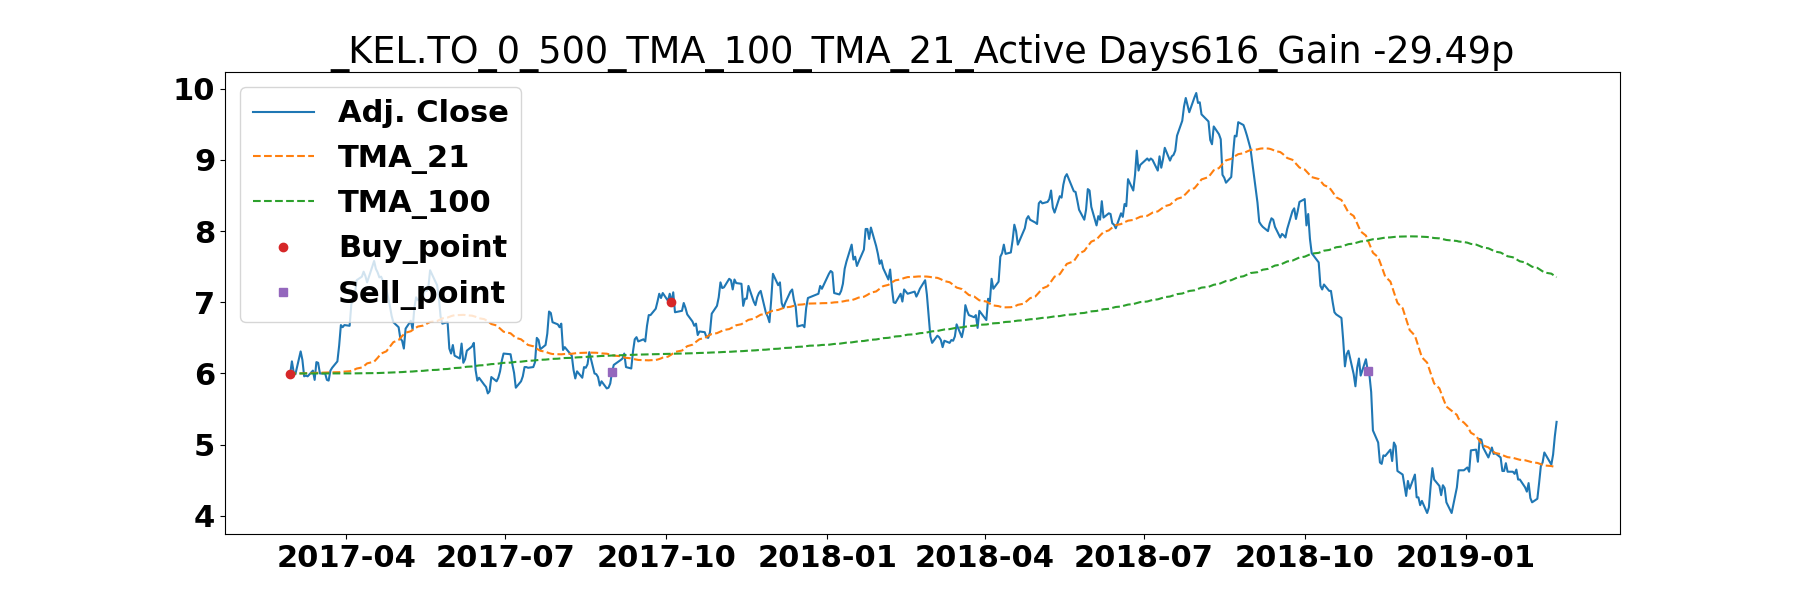 _KEL.TO_0_500_TMA_100_TMA_21_Active Days616_Gain -29.49p
10
9
8
7
6
5
4
Adj. Close
TMA_21
TMA_100
Buy_point
Sell_point
2017-04 2017-07 2017-10 2018-01 2018-04 2018-07 2018-10 2019-01